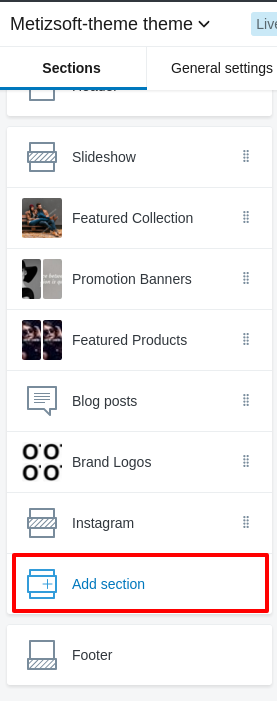 Metizsoft-theme theme
Live
Sections
General settings
Header
Slideshow
Featured Collection
Promotion Banners
Featured Products
Blog posts
Brand Logos
Instagram
Add section
Footer